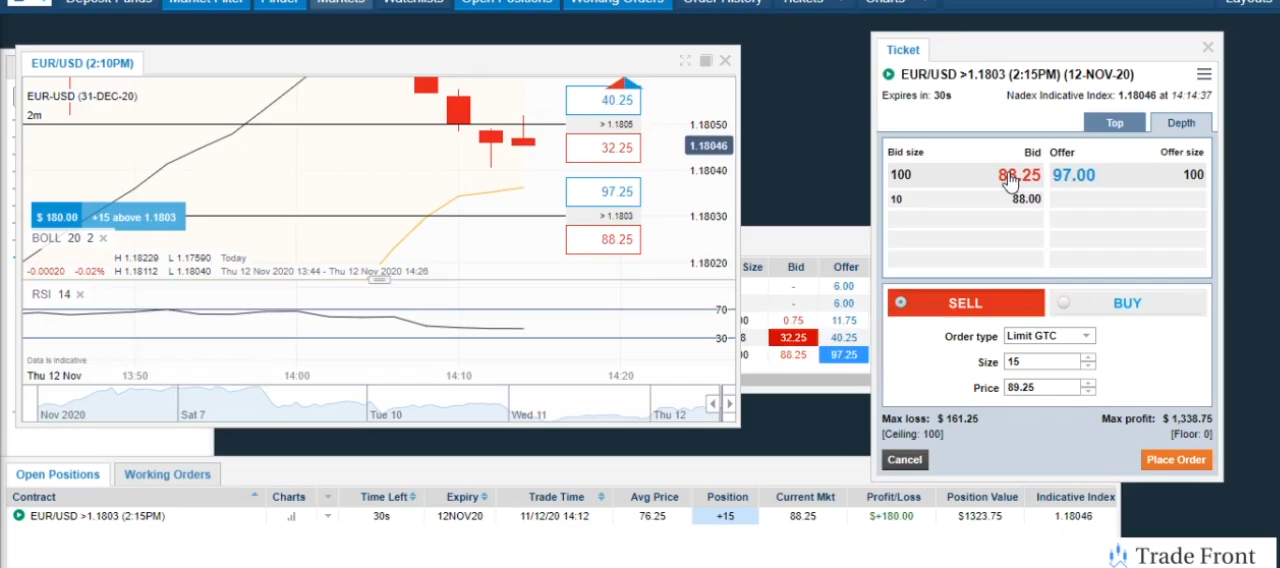 Deposit Funds Market Filter Finder Markets Watchlists Open Positions Working Orders Order History Tickets Charts Layouts
EUR/USD (2:10PM)
EUR-USD (31-DEC-20)
2m
40.25
> 1.1805
32.25
97.25
> 1.1803
88.25
1.18050
1.18046
1.18040
1.18030
1.18020
$ 180.00 +15 above 1.1803
BOLL 20 2 ×
H 1.18229 L 1.17590 Today
-0.00020 -0.02% H 1.18112 L 1.18040 Thu 12 Nov 2020 13:44 - Thu 12 Nov 2020 14:26
RSI 14 ×
70
30
Data is indicative
Thu 12 Nov 13:50 14:00 14:10 14:20
Nov 2020 Sat 7 Tue 10 Wed 11 Thu 12
Size Bid Offer
- 6.00
- 6.00
0.75 11.75
32.25 40.25
88.25 97.25
Ticket
EUR/USD >1.1803 (2:15PM) (12-NOV-20)
Expires in: 30s Nadex Indicative Index: 1.18046 at 14:14:37
Top Depth
Bid size Bid Offer Offer size
100 88.25 97.00 100
10 88.00
SELL BUY
Order type Limit GTC
Size 15
Price 89.25
Max loss: $ 161.25 Max profit: $ 1,338.75
[Ceiling: 100] [Floor: 0]
Cancel Place Order
Open Positions Working Orders
Contract Charts Time Left Expiry Trade Time Avg Price Position Current Mkt Profit/Loss Position Value Indicative Index
EUR/USD >1.1803 (2:15PM) 30s 12NOV20 11/12/20 14:12 76.25 +15 88.25 $+180.00 $1323.75 1.18046
Trade Front